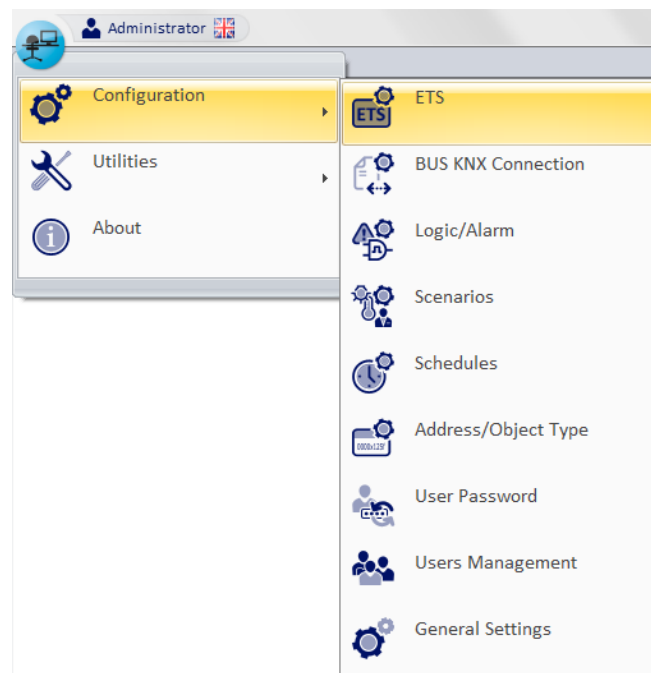 Administrator
Configuration
Utilities
About
ETS
ETS
BUS KNX Connection
Logic/Alarm
Scenarios
Schedules
Address/Object Type
User Password
Users Management
General Settings